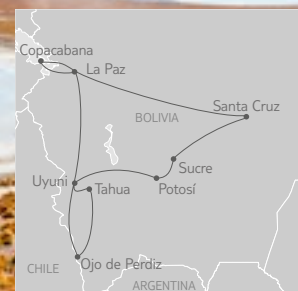 Copacabana
La Paz
Santa Cruz
BOLIVIA
Sucre
Uyuni
Tahua
Potosí
Ojo de Perdiz
CHILE
ARGENTINA